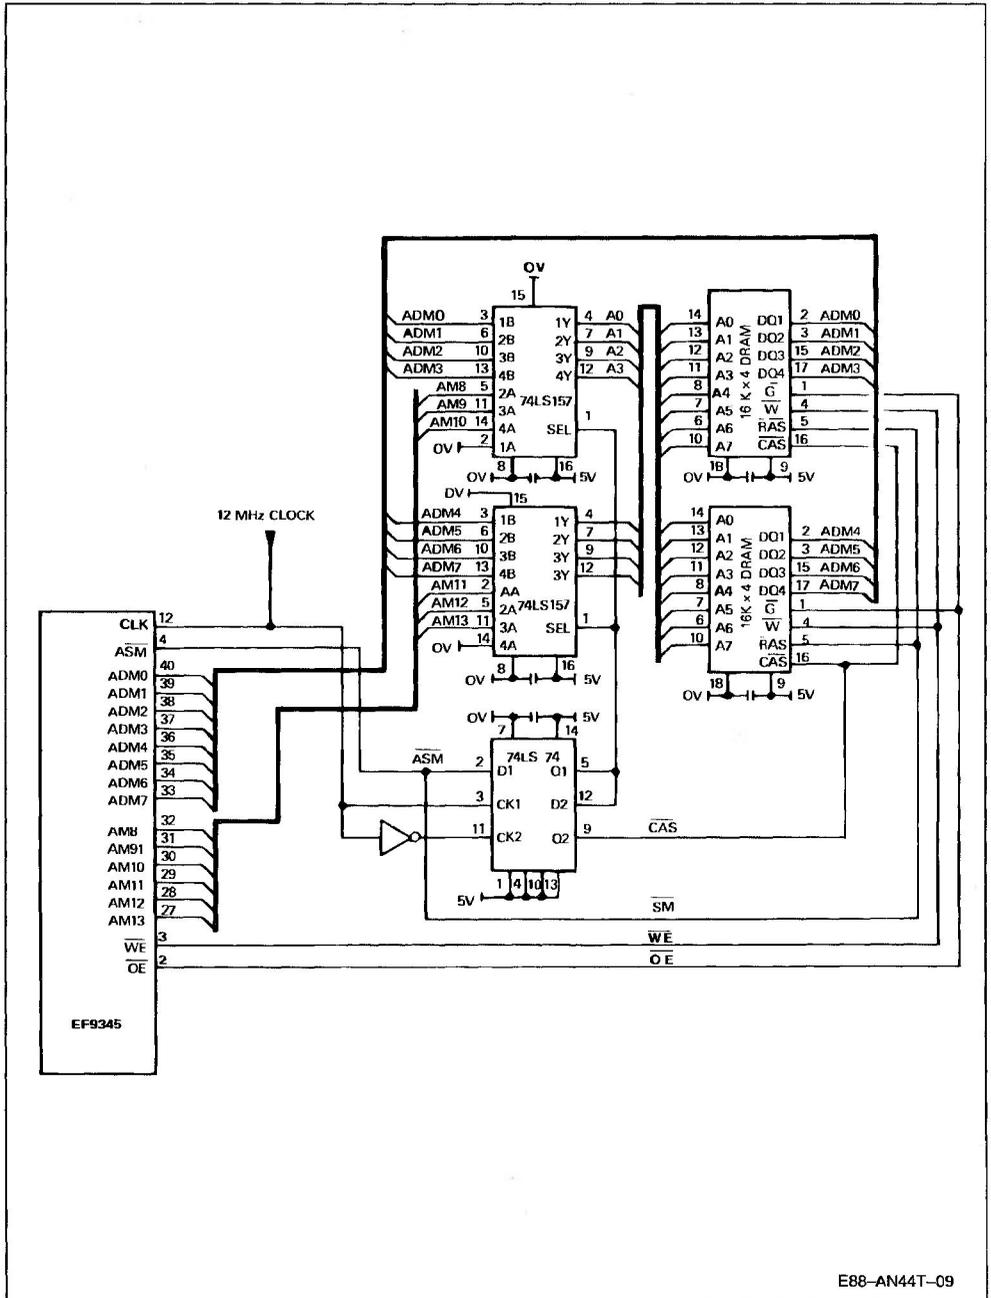 OV
15
ADM0 3 1B 1Y 4 A0
ADM1 6 2B 2Y 7 A1
ADM2 10 3B 3Y 9 A2
ADM3 13 4B 4Y 12 A3
AM8 5 2A 74LS157
AM9 11 3A 1
AM10 14 4A SEL
OV 2 1A
8 16
OV 5V
14 A0 DQ1 2 ADM0
13 A1 DQ2 3 ADM1
12 A2 DQ3 15 ADM2
11 A3 DQ4 17 ADM3
8 A4 G 1
7 A5 W 4
6 A6 RAS 5
10 A7 CAS 16
16K×4 DRAM
18 9
OV 5V
DV 15
ADM4 3 1B 1Y 4
ADM5 6 2B 2Y 7
ADM6 10 3B 3Y 9
ADM7 13 4B 3Y 12
AM11 2 AA
AM12 5 2A 74LS157
AM13 11 3A SEL 1
OV 14 4A
8 16
OV 5V
14 A0
13 A1 DQ1 2 ADM4
12 A2 DQ2 3 ADM5
11 A3 DQ3 15 ADM6
8 A4 DQ4 17 ADM7
7 A5 G 1
6 A6 W 4
10 A7 RAS 5
CAS 16
16K×4 DRAM
18 9
OV 5V
12 MHz CLOCK
CLK 12
ASM 4
ADM0 40
ADM1 39
ADM2 38
ADM3 37
ADM4 36
ADM5 35
ADM6 34
ADM7 33
AM8 32
AM91 31
AM10 30
AM11 29
AM12 28
AM13 27
WE 3
OE 2
EF9345
OV 5V
7 14
74LS 74
ASM 2 D1 Q1 5
3 CK1 D2 12
11 CK2 Q2 9 CAS
1 4 10 13
5V
SM
WE
OE
E88-AN44T-09